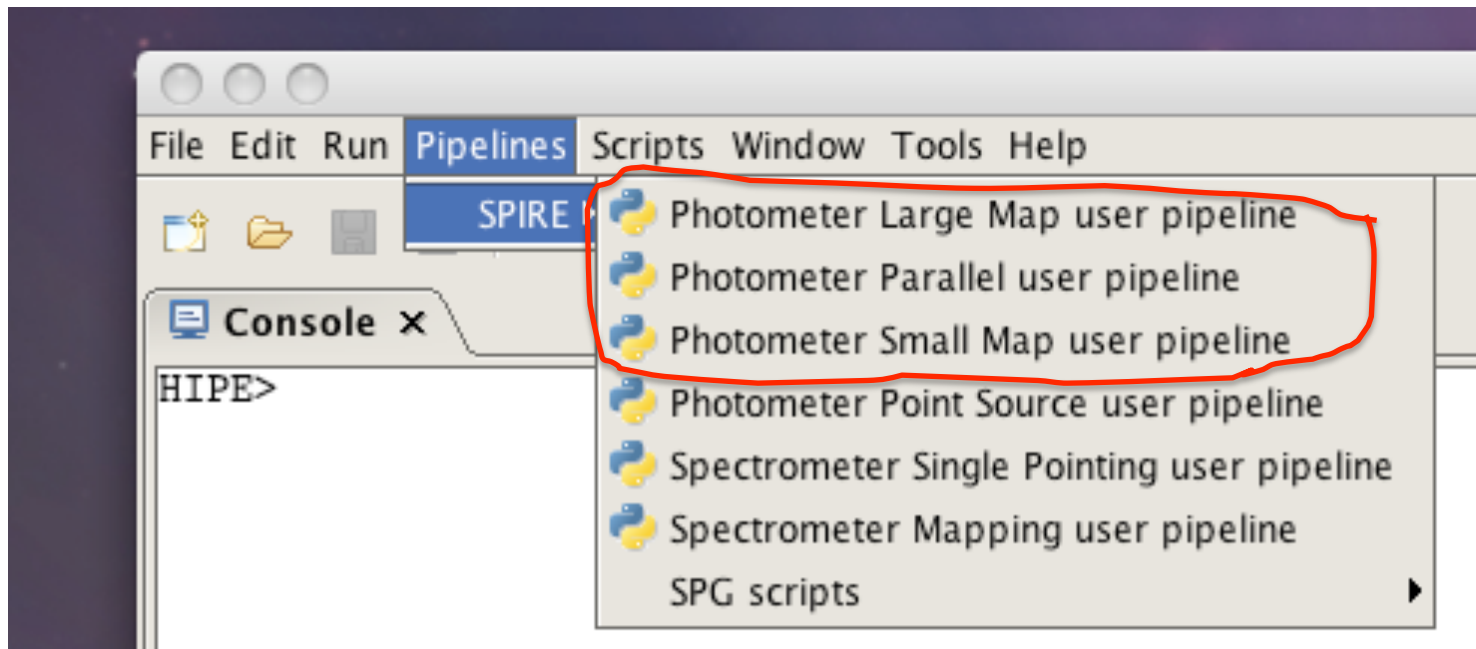 File Edit Run Pipelines Scripts Window Tools Help
SPIRE
Photometer Large Map user pipeline
Photometer Parallel user pipeline
Photometer Small Map user pipeline
Photometer Point Source user pipeline
Spectrometer Single Pointing user pipeline
Spectrometer Mapping user pipeline
SPG scripts
Console
HIPE>